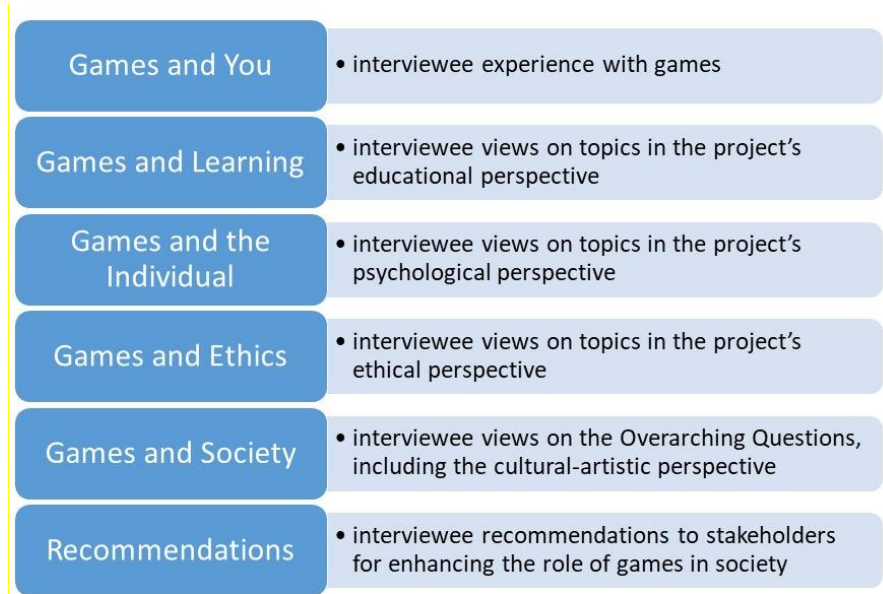 Games and You
• interviewee experience with games
Games and Learning
• interviewee views on topics in the project’s
educational perspective
Games and the
Individual
• interviewee views on topics in the project’s
psychological perspective
Games and Ethics
• interviewee views on topics in the project’s
ethical perspective
Games and Society
• interviewee views on the Overarching Questions,
including the cultural-artistic perspective
Recommendations
• interviewee recommendations to stakeholders
for enhancing the role of games in society